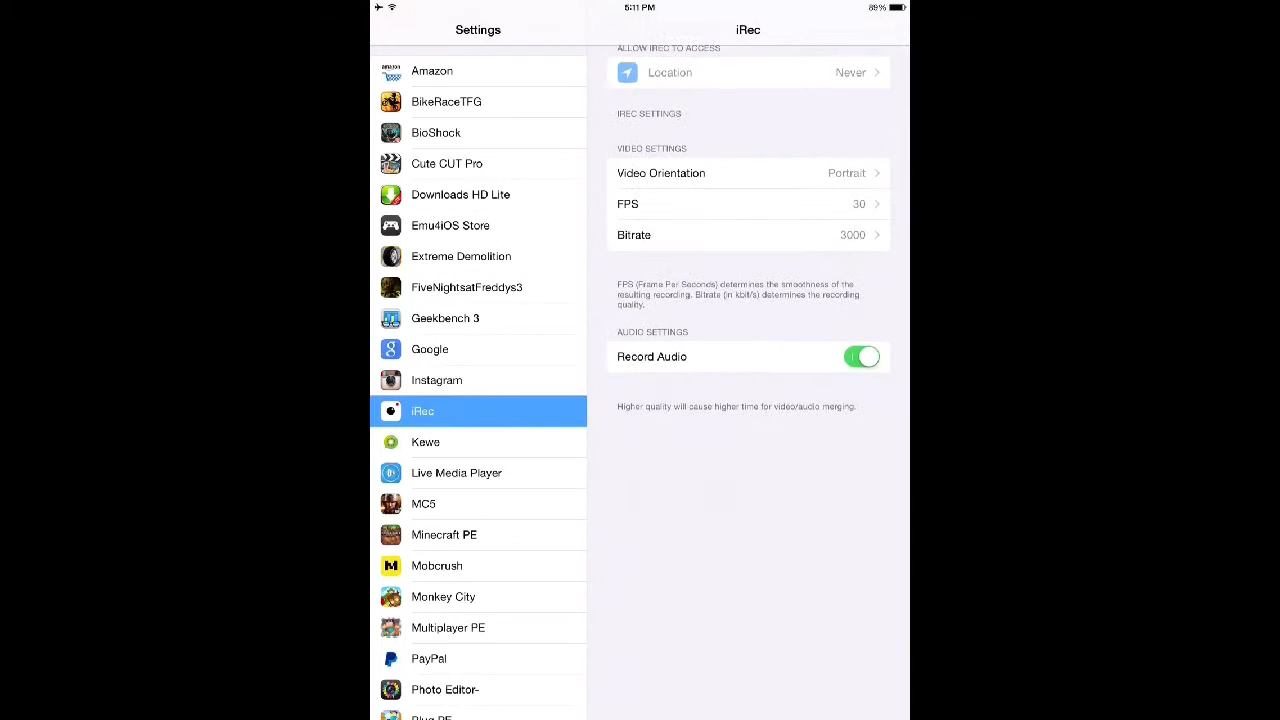 5:11 PM
89%
Settings
iRec
Amazon
BikeRaceTFG
BioShock
Cute CUT Pro
Downloads HD Lite
Emu4iOS Store
Extreme Demolition
FiveNightsatFreddys3
Geekbench 3
Google
Instagram
iRec
Kewe
Live Media Player
MC5
Minecraft PE
Mobcrush
Monkey City
Multiplayer PE
PayPal
Photo Editor-
ALLOW IREC TO ACCESS
Location Never
IREC SETTINGS
VIDEO SETTINGS
Video Orientation Portrait
FPS 30
Bitrate 3000
FPS (Frame Per Seconds) determines the smoothness of the
resulting recording. Bitrate (in kbit/s) determines the recording
quality.
AUDIO SETTINGS
Record Audio
Higher quality will cause higher time for video/audio merging.